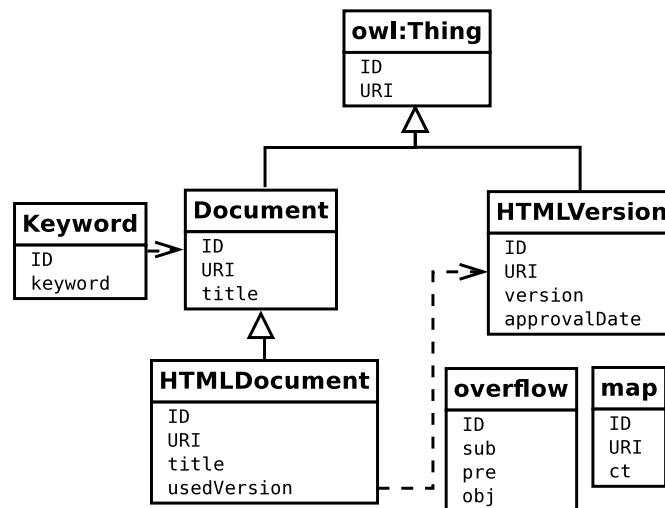 owl:Thing
ID
URI
Keyword
ID
keyword
Document
ID
URI
title
HTMLVersion
ID
URI
version
approvalDate
HTMLDocument
ID
URI
title
usedVersion
overflow
ID
sub
pre
obj
map
ID
URI
ct